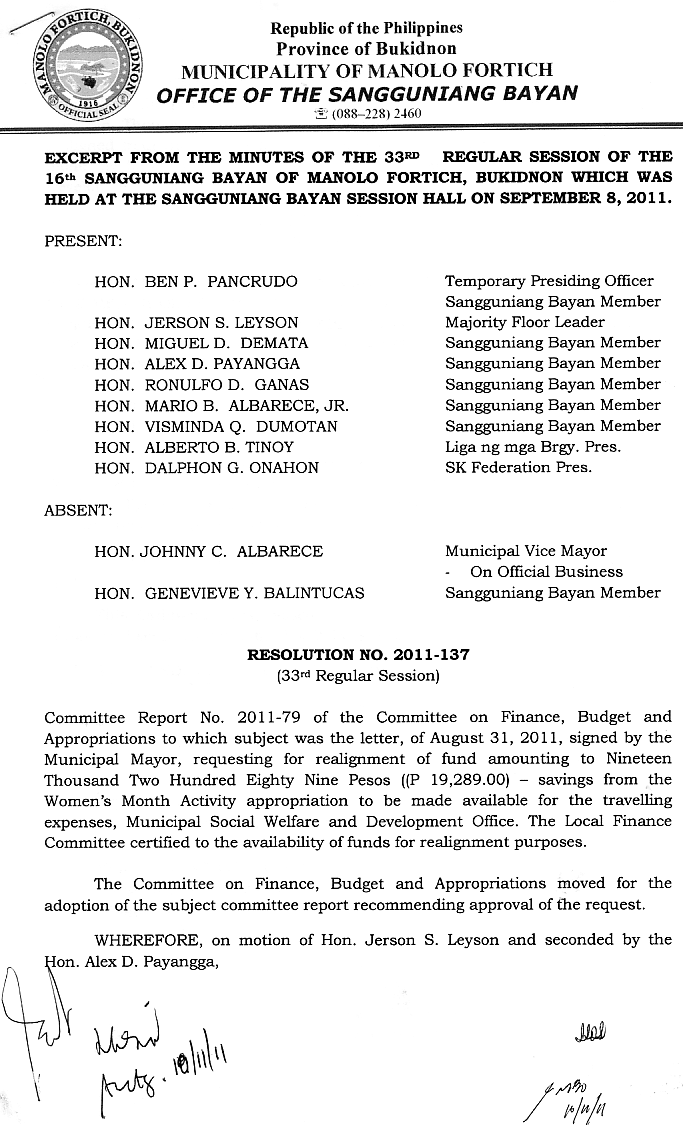 MANOLO FORTICH, BUKIDNON
1916
OFFICIAL SEAL
Republic of the Philippines
Province of Bukidnon
MUNICIPALITY OF MANOLO FORTICH
OFFICE OF THE SANGGUNIANG BAYAN
☏ (088–228) 2460
EXCERPT FROM THE MINUTES OF THE 33RD REGULAR SESSION OF THE
16th SANGGUNIANG BAYAN OF MANOLO FORTICH, BUKIDNON WHICH WAS
HELD AT THE SANGGUNIANG BAYAN SESSION HALL ON SEPTEMBER 8, 2011.
PRESENT:
HON. BEN P. PANCRUDO Temporary Presiding Officer
Sangguniang Bayan Member
HON. JERSON S. LEYSON Majority Floor Leader
HON. MIGUEL D. DEMATA Sangguniang Bayan Member
HON. ALEX D. PAYANGGA Sangguniang Bayan Member
HON. RONULFO D. GANAS Sangguniang Bayan Member
HON. MARIO B. ALBARECE, JR. Sangguniang Bayan Member
HON. VISMINDA Q. DUMOTAN Sangguniang Bayan Member
HON. ALBERTO B. TINOY Liga ng mga Brgy. Pres.
HON. DALPHON G. ONAHON SK Federation Pres.
ABSENT:
HON. JOHNNY C. ALBARECE Municipal Vice Mayor
- On Official Business
HON. GENEVIEVE Y. BALINTUCAS Sangguniang Bayan Member
RESOLUTION NO. 2011-137
(33rd Regular Session)
Committee Report No. 2011-79 of the Committee on Finance, Budget and
Appropriations to which subject was the letter, of August 31, 2011, signed by the
Municipal Mayor, requesting for realignment of fund amounting to Nineteen
Thousand Two Hundred Eighty Nine Pesos ((P 19,289.00) – savings from the
Women's Month Activity appropriation to be made available for the travelling
expenses, Municipal Social Welfare and Development Office. The Local Finance
Committee certified to the availability of funds for realignment purposes.
The Committee on Finance, Budget and Appropriations moved for the
adoption of the subject committee report recommending approval of the request.
WHEREFORE, on motion of Hon. Jerson S. Leyson and seconded by the
Hon. Alex D. Payangga,
10/11/11
10/11/11